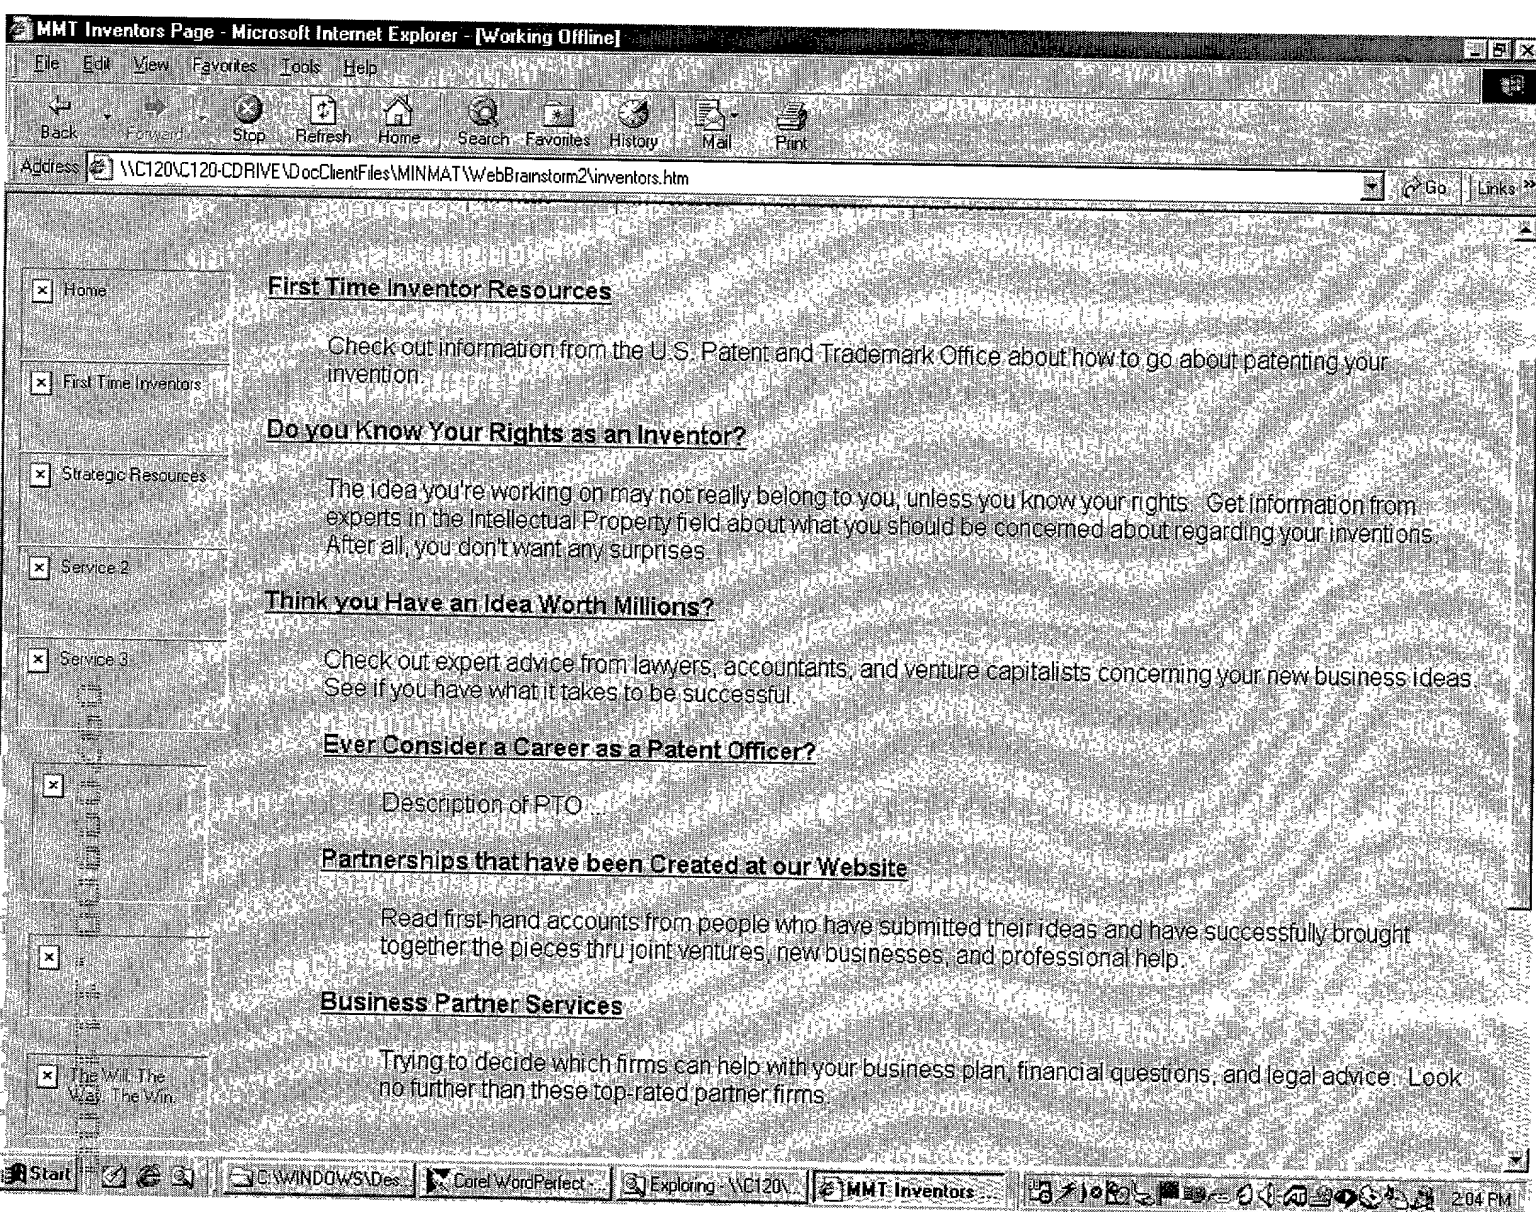 MMT Inventors Page - Microsoft Internet Explorer - [Working Offline]
File Edit View Favorites Tools Help
Back Forward Stop Refresh Home Search Favorites History Mail Print
Address \\C120\C120-CDRIVE\DocClientFiles\MINMAT\WebBrainstorm2\inventors.htm Go Links »
Home
First Time Inventors
Strategic Resources
Service 2
Service 3
The Will. The
Way. The Win.
First Time Inventor Resources
Check out information from the U.S. Patent and Trademark Office about how to go about patenting your
invention.
Do you Know Your Rights as an Inventor?
The idea you're working on may not really belong to you, unless you know your rights. Get information from
experts in the Intellectual Property field about what you should be concerned about regarding your inventions.
After all, you don't want any surprises.
Think you Have an Idea Worth Millions?
Check out expert advice from lawyers, accountants, and venture capitalists concerning your new business ideas.
See if you have what it takes to be successful.
Ever Consider a Career as a Patent Officer?
Description of PTO ...
Partnerships that have been Created at our Website
Read first-hand accounts from people who have submitted their ideas and have successfully brought
together the pieces thru joint ventures, new businesses, and professional help.
Business Partner Services
Trying to decide which firms can help with your business plan, financial questions, and legal advice. Look
no further than these top-rated partner firms.
Start C:\WINDOWS\Des... Corel WordPerfect - ... Exploring - \\C120\... MMT Inventors ... 2:04 PM